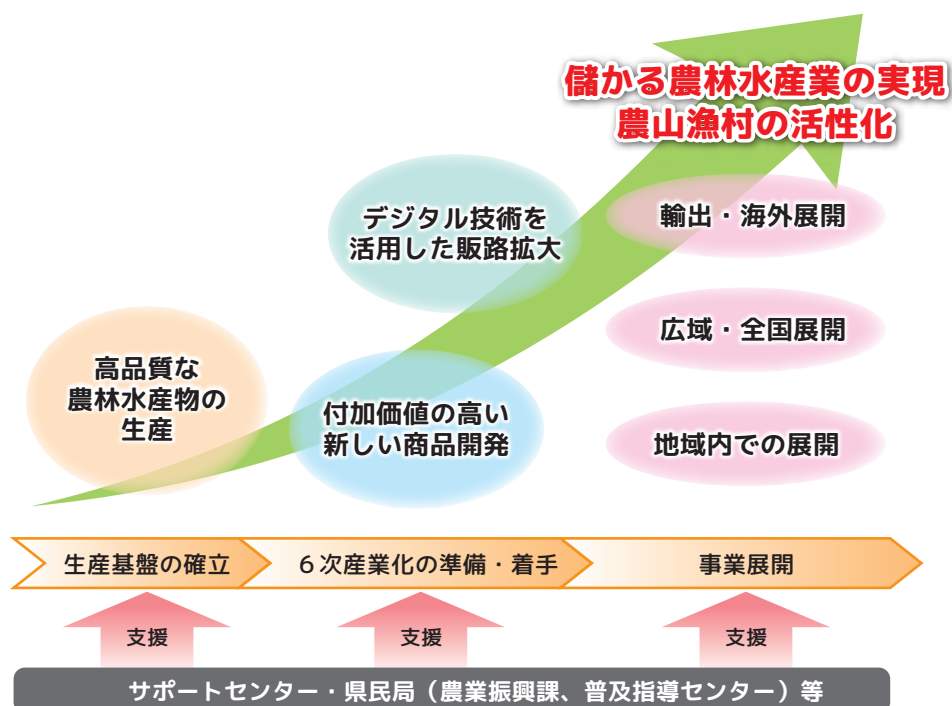 儲かる農林水産業の実現
農山漁村の活性化
デジタル技術を
活用した販路拡大
輸出・海外展開
広域・全国展開
高品質な
農林水産物の
生産
付加価値の高い
新しい商品開発
地域内での展開
生産基盤の確立
６次産業化の準備・着手
事業展開
支援
支援
支援
サポートセンター・県民局（農業振興課、普及指導センター）等